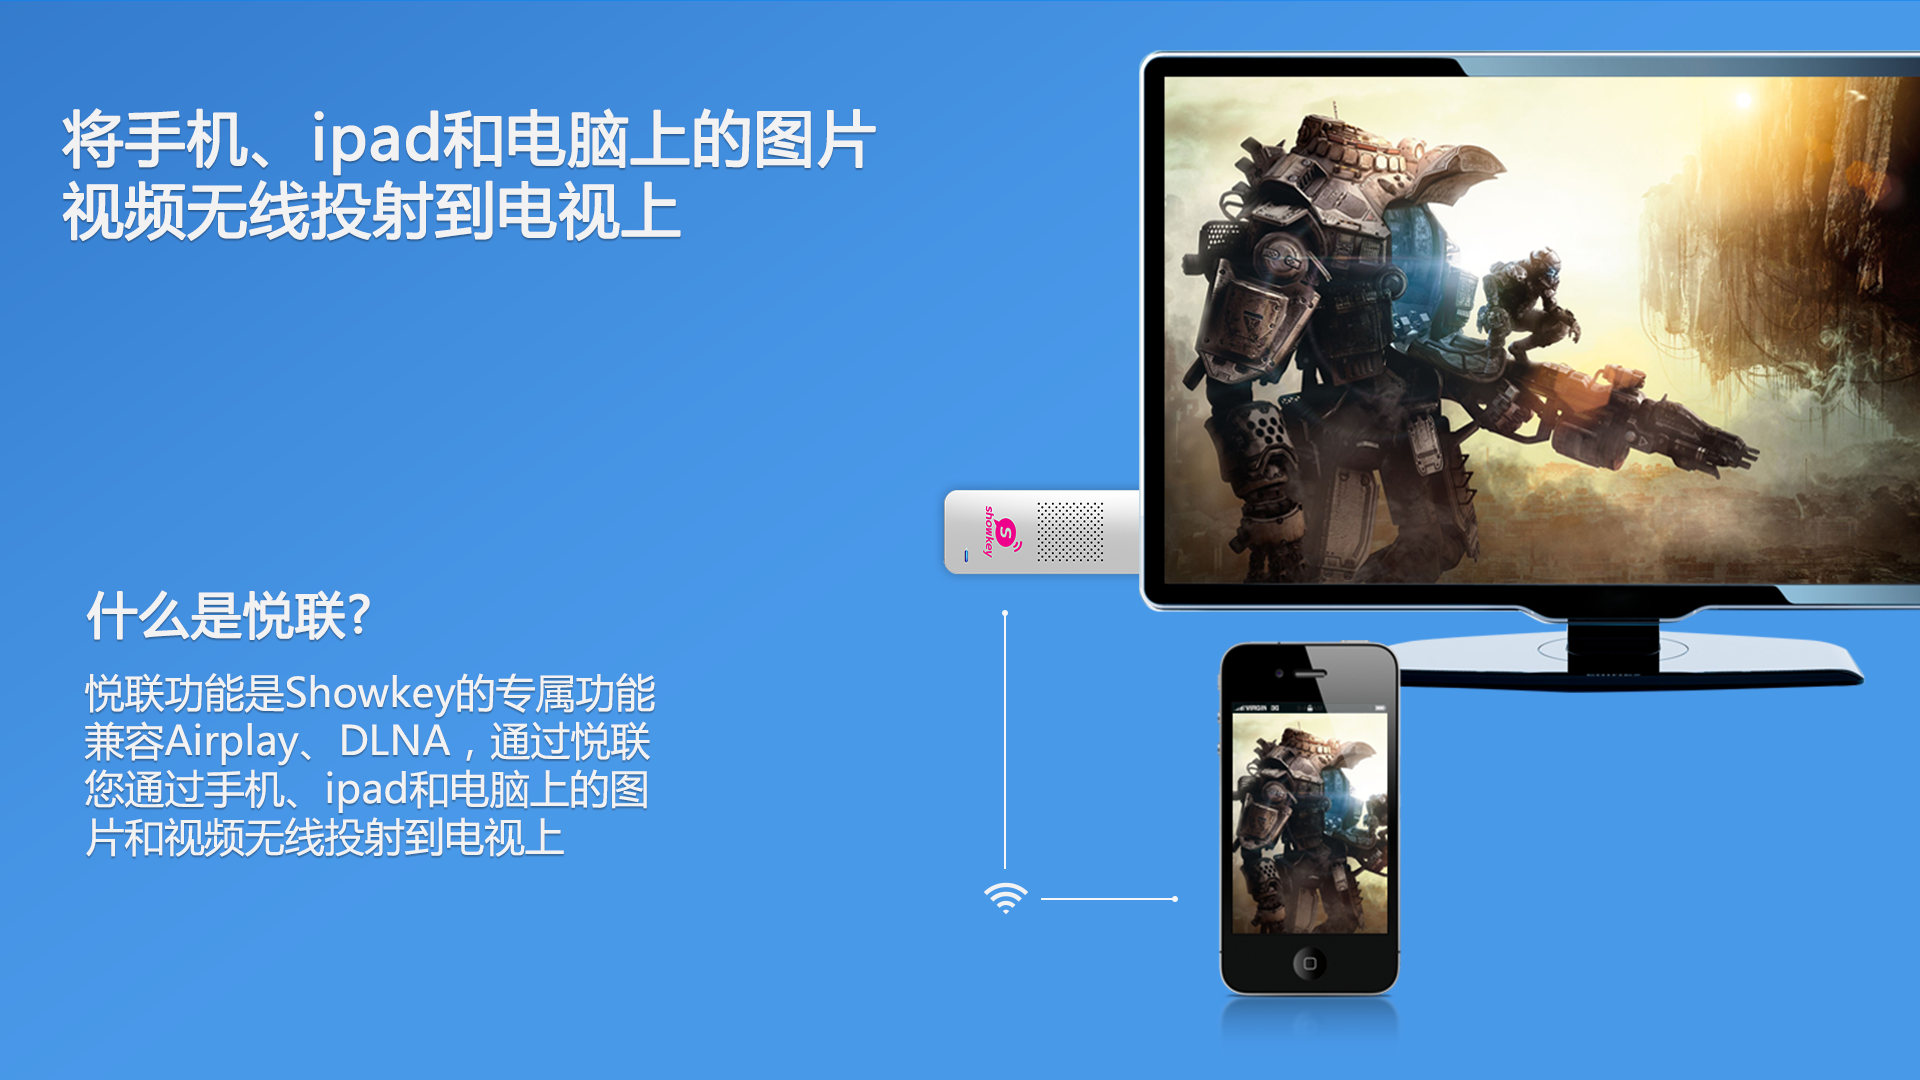 将手机、ipad和电脑上的图片
视频无线投射到电视上
showkey
S
什么是悦联?
悦联功能是Showkey的专属功能
兼容Airplay、DLNA，通过悦联
您通过手机、ipad和电脑上的图
片和视频无线投射到电视上
VIRGIN 3G